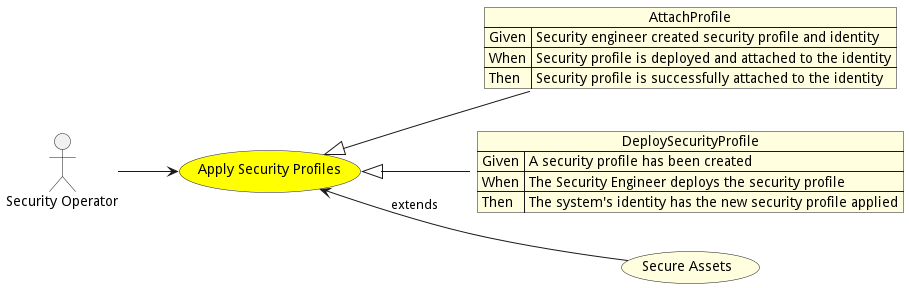 AttachProfile
Given Security engineer created security profile and identity
When Security profile is deployed and attached to the identity
Then Security profile is successfully attached to the identity
DeploySecurityProfile
Given A security profile has been created
When The Security Engineer deploys the security profile
Then The system's identity has the new security profile applied
Apply Security Profiles
Security Operator
extends
Secure Assets